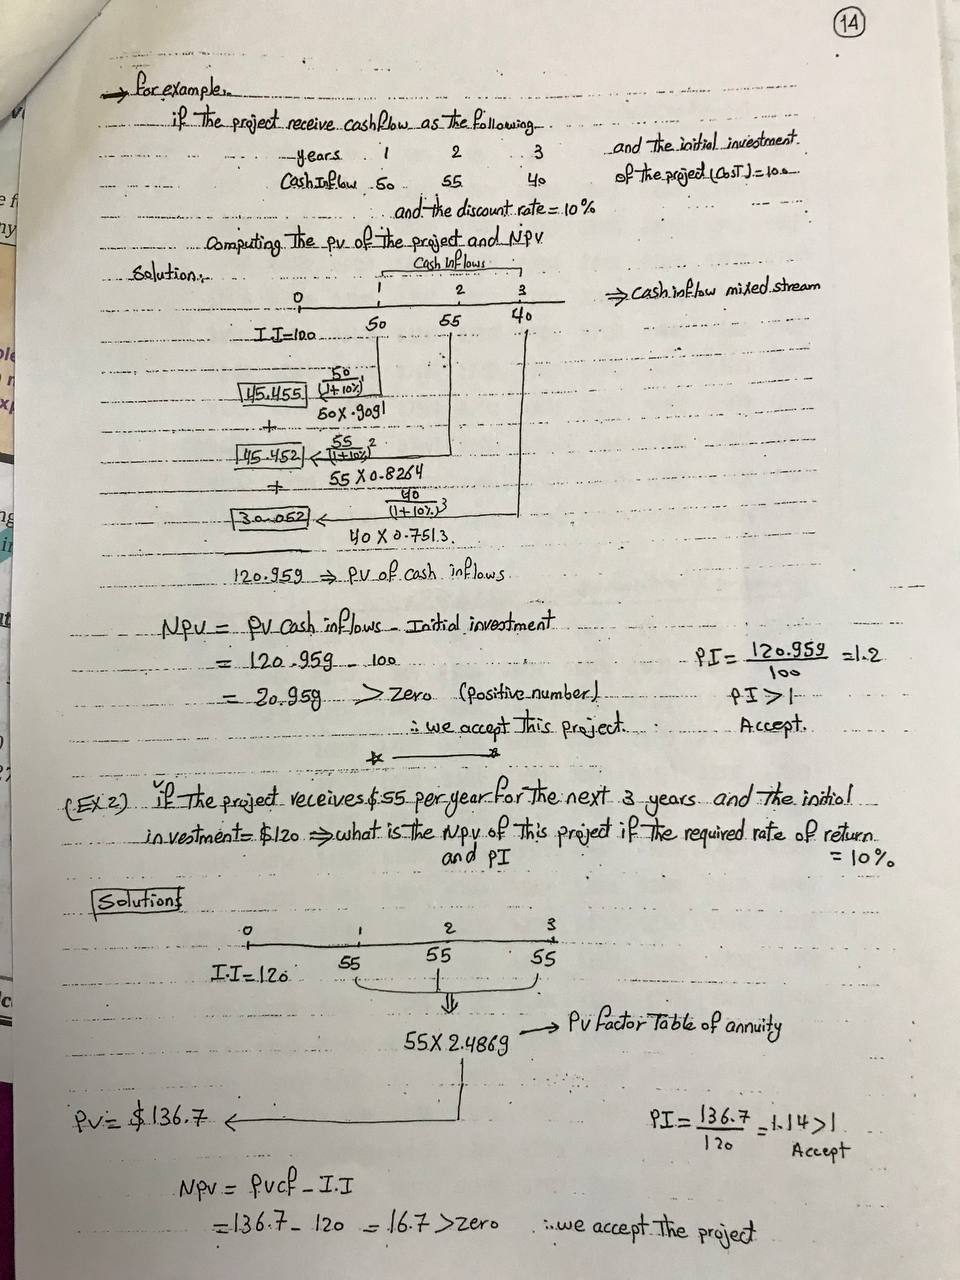 14
→ For example:
if The project receive cashflow as The following
years 1 2 3 and The initial investment
Cash Inflow 50 55 40 of the project (CosT) = 100
and the discount rate = 10%
Computing The pv of the project and NPV
Cash Inflows
Solution:
0 1 2 3 ⇒ cash inflow mixed stream
I.I=100 50 55 40
45.455 50/(1+10%)¹
50 X .9091
+
45.452 55/(1+10%)²
55 X 0.8264
+
30.052 40/(1+10%)³
40 X 0.7513.
120.959 ⇒ PV of cash inflows
NPV = PV Cash inflows - Initial investment
= 120.959 - 100 PI = 120.959/100 = 1.2
= 20.959 > Zero (positive number) PI > 1
∴ we accept This project. Accept.
(EX2) if The project receives $55 per year for The next 3 years and The initial
investment = $120 ⇒ what is the NPV of This project if The required rate of return
and PI = 10%
Solution:
0 1 2 3
I.I=120 55 55 55
⇓
55 X 2.4869 → PV factor Table of annuity
PV = $136.7 ← PI = 136.7/120 = 1.14 > 1
Accept
NPV = PVCF - I.I
= 136.7 - 120 = 16.7 > zero ∴ we accept The project